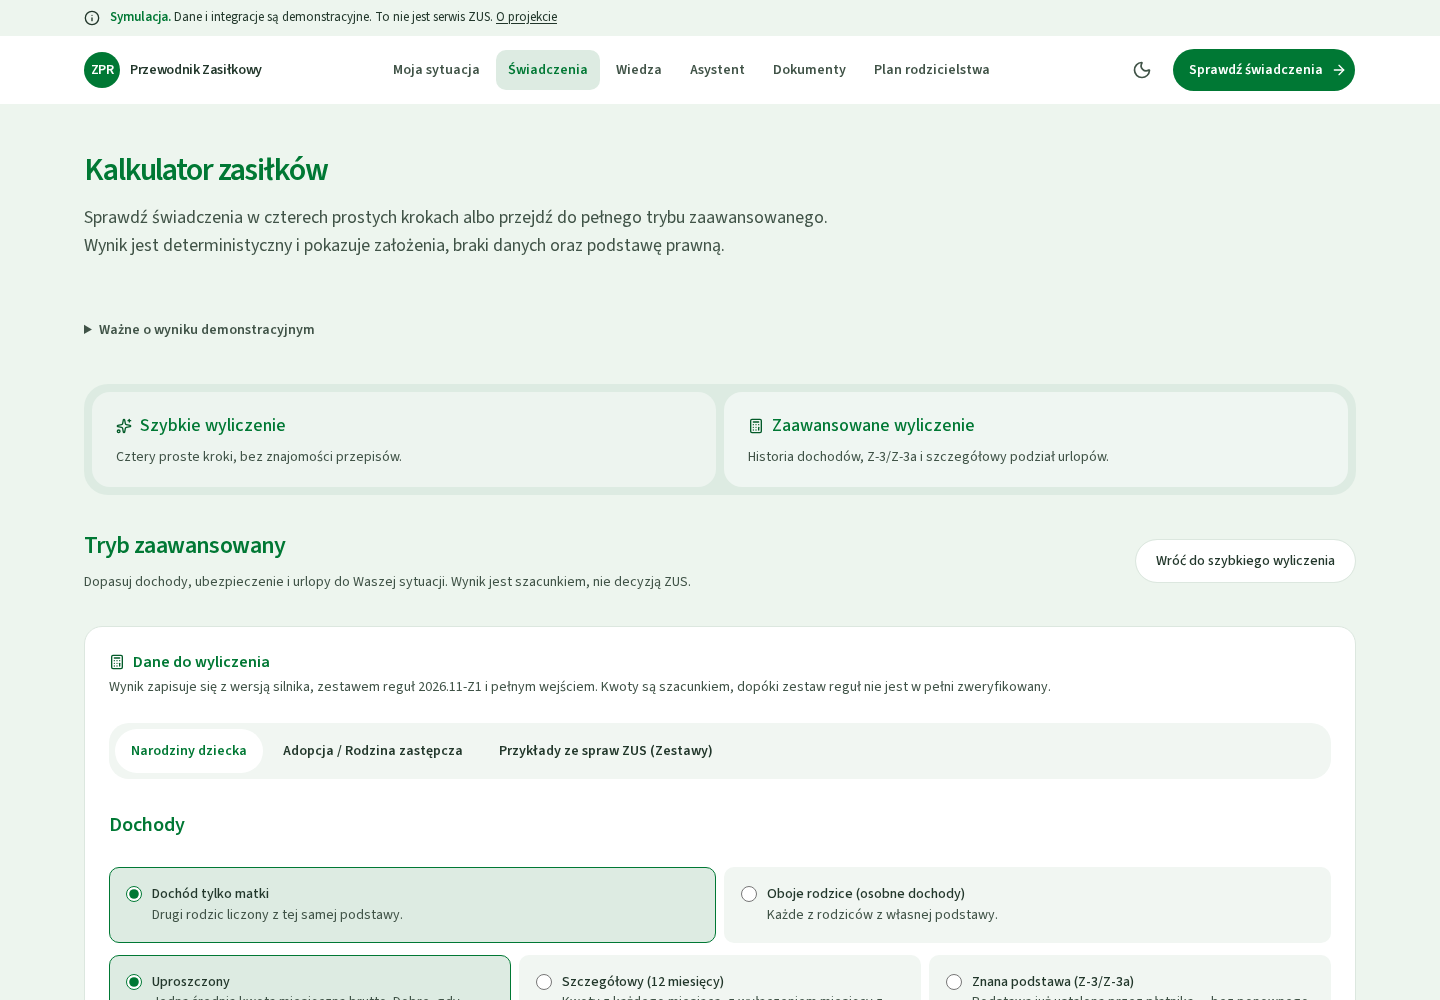 Symulacja. Dane i integracje są demonstracyjne. To nie jest serwis ZUS. O projekcie
ZPR Przewodnik Zasiłkowy Moja sytuacja Świadczenia Wiedza Asystent Dokumenty Plan rodzicielstwa Sprawdź świadczenia
Kalkulator zasiłków
Sprawdź świadczenia w czterech prostych krokach albo przejdź do pełnego trybu zaawansowanego.
Wynik jest deterministyczny i pokazuje założenia, braki danych oraz podstawę prawną.
Ważne o wyniku demonstracyjnym
Szybkie wyliczenie
Cztery proste kroki, bez znajomości przepisów.
Zaawansowane wyliczenie
Historia dochodów, Z-3/Z-3a i szczegółowy podział urlopów.
Tryb zaawansowany
Dopasuj dochody, ubezpieczenie i urlopy do Waszej sytuacji. Wynik jest szacunkiem, nie decyzją ZUS.
Wróć do szybkiego wyliczenia
Dane do wyliczenia
Wynik zapisuje się z wersją silnika, zestawem reguł 2026.11-Z1 i pełnym wejściem. Kwoty są szacunkiem, dopóki zestaw reguł nie jest w pełni zweryfikowany.
Narodziny dziecka Adopcja / Rodzina zastępcza Przykłady ze spraw ZUS (Zestawy)
Dochody
Dochód tylko matki
Drugi rodzic liczony z tej samej podstawy.
Oboje rodzice (osobne dochody)
Każde z rodziców z własnej podstawy.
Uproszczony
Szczegółowy (12 miesięcy)
Znana podstawa (Z-3/Z-3a)